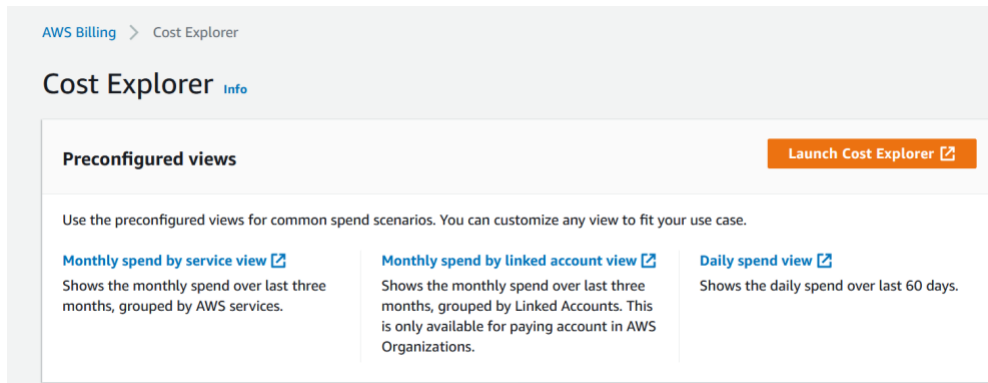 AWS Billing > Cost Explorer
Cost Explorer Info
Preconfigured views
Launch Cost Explorer
Use the preconfigured views for common spend scenarios. You can customize any view to fit your use case.
Monthly spend by service view
Shows the monthly spend over last three
months, grouped by AWS services.
Monthly spend by linked account view
Shows the monthly spend over last three
months, grouped by Linked Accounts. This
is only available for paying account in AWS
Organizations.
Daily spend view
Shows the daily spend over last 60 days.